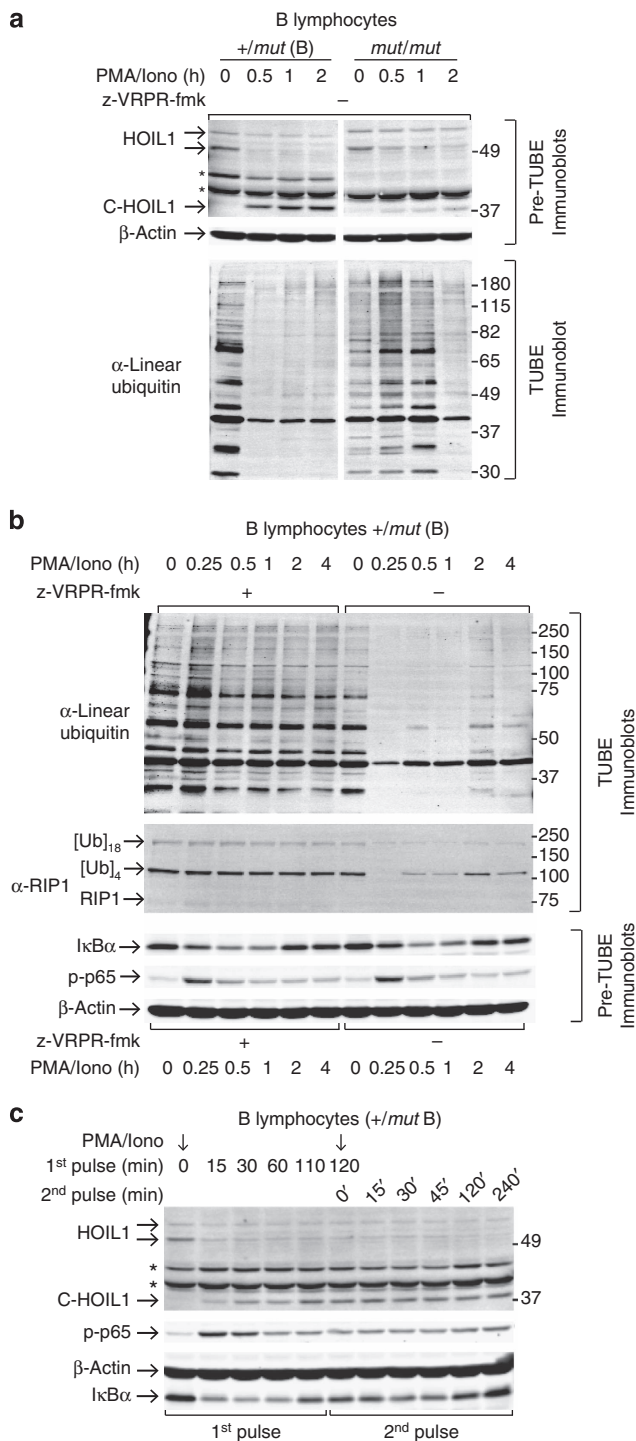 a
B lymphocytes
+/mut (B) mut/mut
PMA/Iono (h) 0 0.5 1 2 0 0.5 1 2
z-VRPR-fmk –
HOIL1
49
*
*
C-HOIL1
37
β-Actin
Pre-TUBE
Immunoblots
α-Linear
ubiquitin
180
115
82
65
49
37
30
TUBE
Immunoblot
b
B lymphocytes +/mut (B)
PMA/Iono (h) 0 0.25 0.5 1 2 4 0 0.25 0.5 1 2 4
z-VRPR-fmk + –
α-Linear
ubiquitin
250
150
100
75
50
37
[Ub]18
[Ub]4
α-RIP1
RIP1
250
150
100
75
TUBE
Immunoblots
IκBα
p-p65
β-Actin
Pre-TUBE
Immunoblots
z-VRPR-fmk + –
PMA/Iono (h) 0 0.25 0.5 1 2 4 0 0.25 0.5 1 2 4
c
B lymphocytes (+/mut B)
PMA/Iono
1st pulse (min) 0 15 30 60 110 120
2nd pulse (min) 0′ 15′ 30′ 45′ 120′ 240′
HOIL1
49
*
*
C-HOIL1
37
p-p65
β-Actin
IκBα
1st pulse 2nd pulse